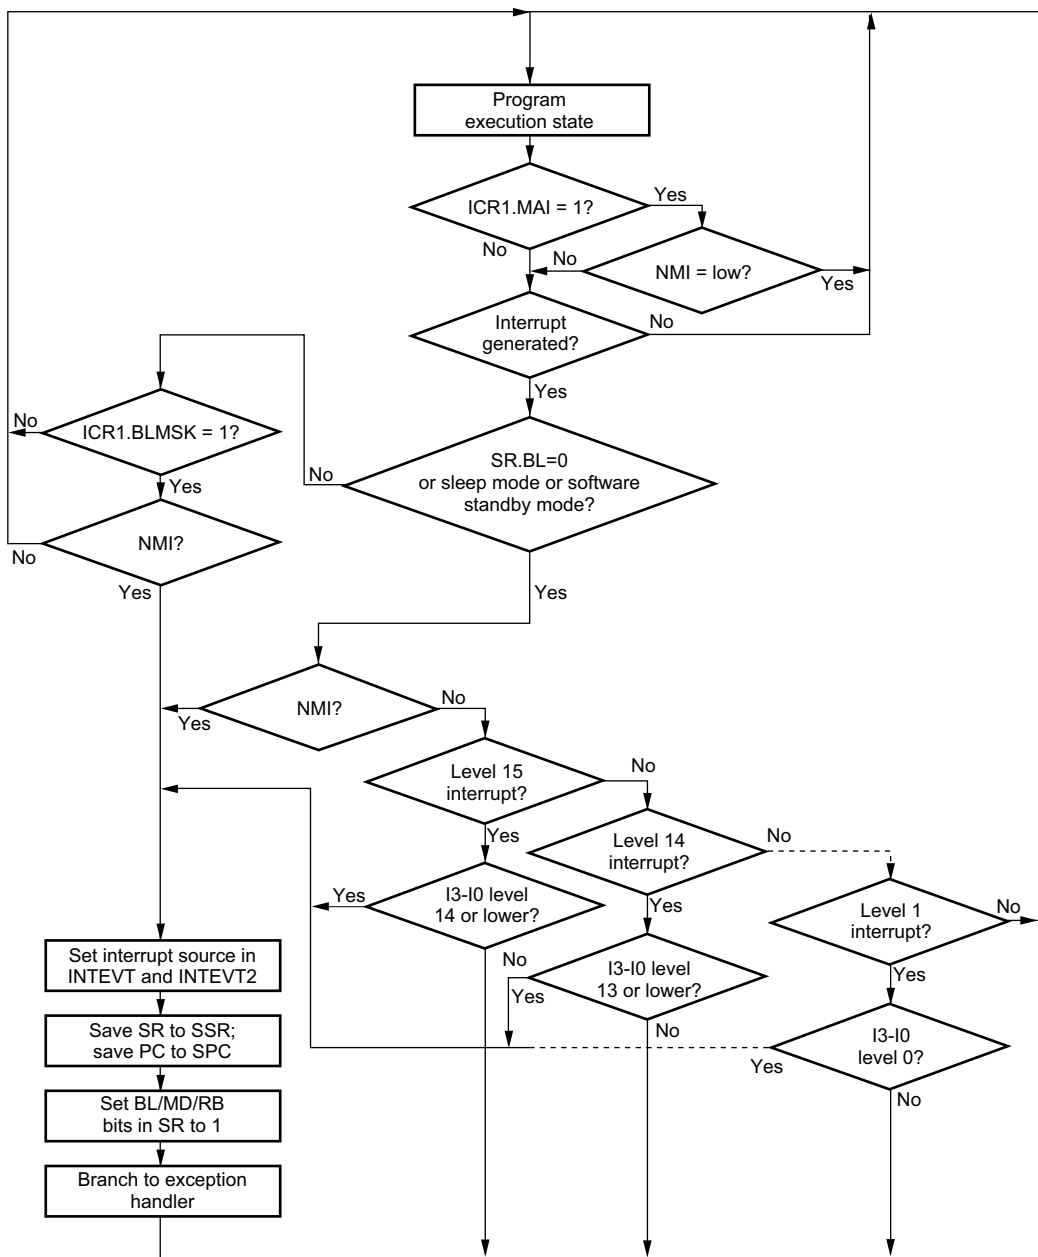 Program
execution state
Yes
ICR1.MAI = 1?
No
No
NMI = low?
Yes
Interrupt
generated?
No
Yes
No
ICR1.BLMSK = 1?
Yes
No
SR.BL=0
or sleep mode or software
standby mode?
NMI?
No
Yes
Yes
NMI?
No
Yes
Level 15
interrupt?
No
Yes
Level 14
interrupt?
No
Yes
I3-I0 level
14 or lower?
Yes
Level 1
interrupt?
No
Yes
Set interrupt source in
INTEVT and INTEVT2
No
I3-I0 level
13 or lower?
Yes
No
Save SR to SSR;
save PC to SPC
I3-I0
level 0?
Yes
No
Set BL/MD/RB
bits in SR to 1
Branch to exception
handler